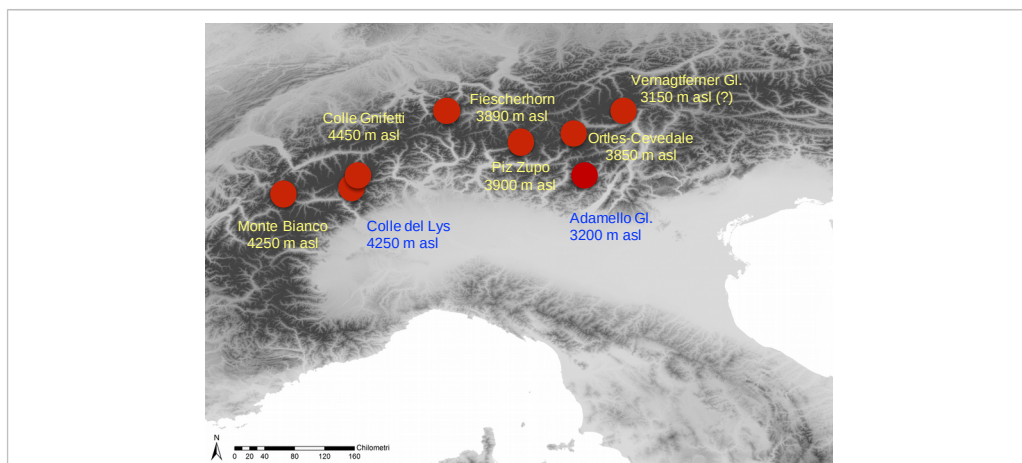 Vernagtferner Gl.
3150 m asl (?)
Fiescherhorn
3890 m asl
Colle Gnifetti
4450 m asl
Ortles-Cevedale
3850 m asl
Piz Zupo
3900 m asl
Monte Bianco
4250 m asl
Colle del Lys
4250 m asl
Adamello Gl.
3200 m asl
N
Chilometri
0 20 40 80 120 160